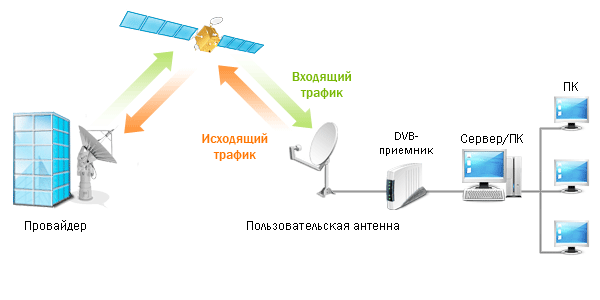 Входящий
трафик
Исходящий
трафик
ПК
DVB-
приемник
Сервер/ПК
Провайдер
Пользовательская антенна